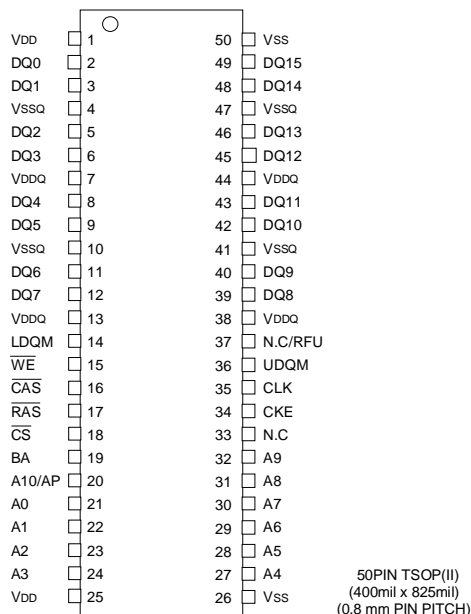 VDD 1 50 VSS
DQ0 2 49 DQ15
DQ1 3 48 DQ14
VSSQ 4 47 VSSQ
DQ2 5 46 DQ13
DQ3 6 45 DQ12
VDDQ 7 44 VDDQ
DQ4 8 43 DQ11
DQ5 9 42 DQ10
VSSQ 10 41 VSSQ
DQ6 11 40 DQ9
DQ7 12 39 DQ8
VDDQ 13 38 VDDQ
LDQM 14 37 N.C/RFU
W̅E̅ 15 36 UDQM
C̅A̅S̅ 16 35 CLK
R̅A̅S̅ 17 34 CKE
C̅S̅ 18 33 N.C
BA 19 32 A9
A10/AP 20 31 A8
A0 21 30 A7
A1 22 29 A6
A2 23 28 A5
A3 24 27 A4
VDD 25 26 VSS
50PIN TSOP(II)
(400mil x 825mil)
(0.8 mm PIN PITCH)